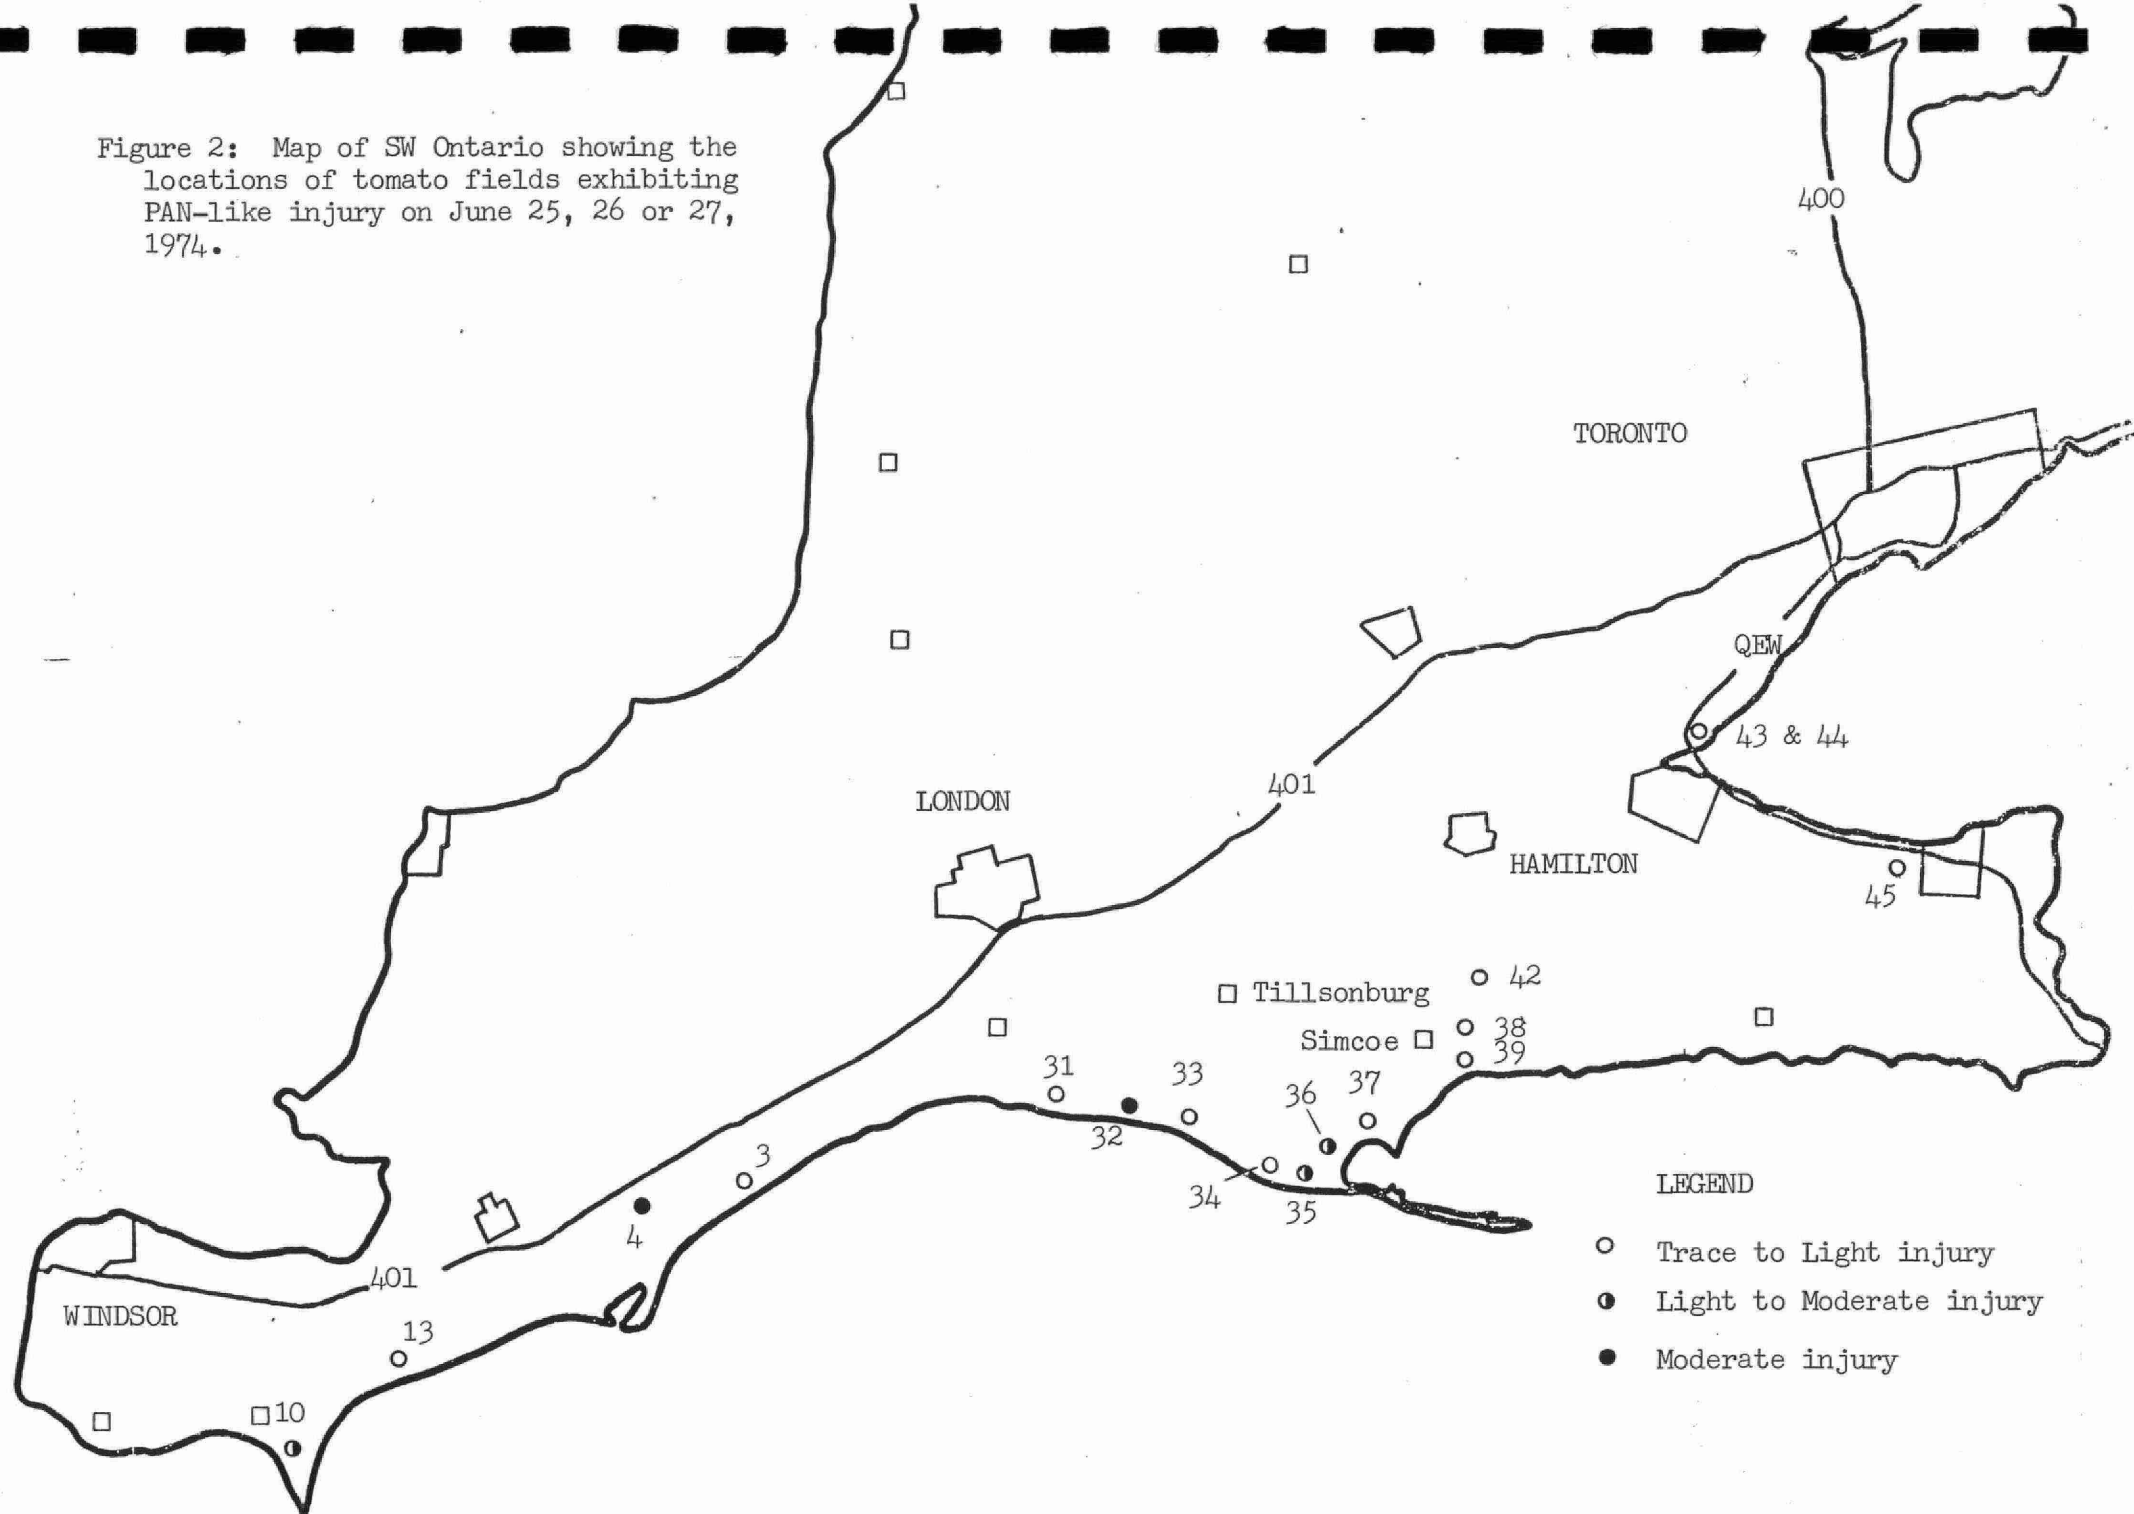 Figure 2: Map of SW Ontario showing the
locations of tomato fields exhibiting
PAN-like injury on June 25, 26 or 27,
1974.
400
TORONTO
QEW
43 & 44
401
LONDON
HAMILTON
45
42
Tillsonburg
38
Simcoe
39
31
33
37
36
32
3
34
35
4
LEGEND
Trace to Light injury
401
Light to Moderate injury
WINDSOR
13
Moderate injury
10